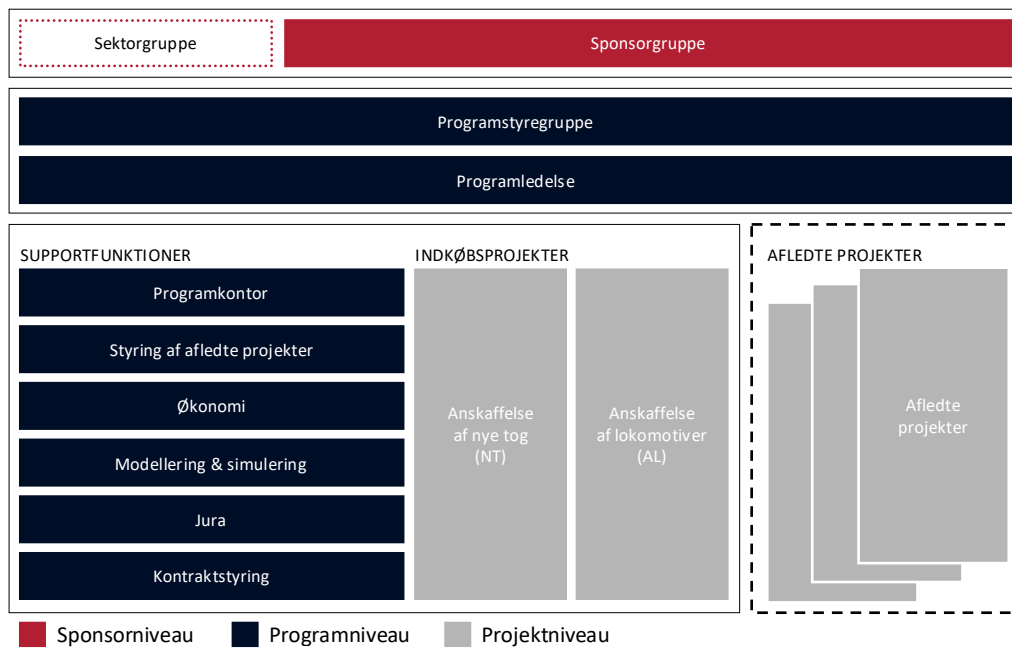 Sektorgruppe
Sponsorgruppe
Programstyregruppe
Programledelse
SUPPORTFUNKTIONER
Programkontor
Styring af afledte projekter
Økonomi
Modellering & simulering
Jura
Kontraktstyring
INDKØBSPROJEKTER
Anskaffelse
af nye tog
(NT)
Anskaffelse
af lokomotiver
(AL)
AFLEDTE PROJEKTER
Afledte
projekter
Sponsorniveau
Programniveau
Projektniveau